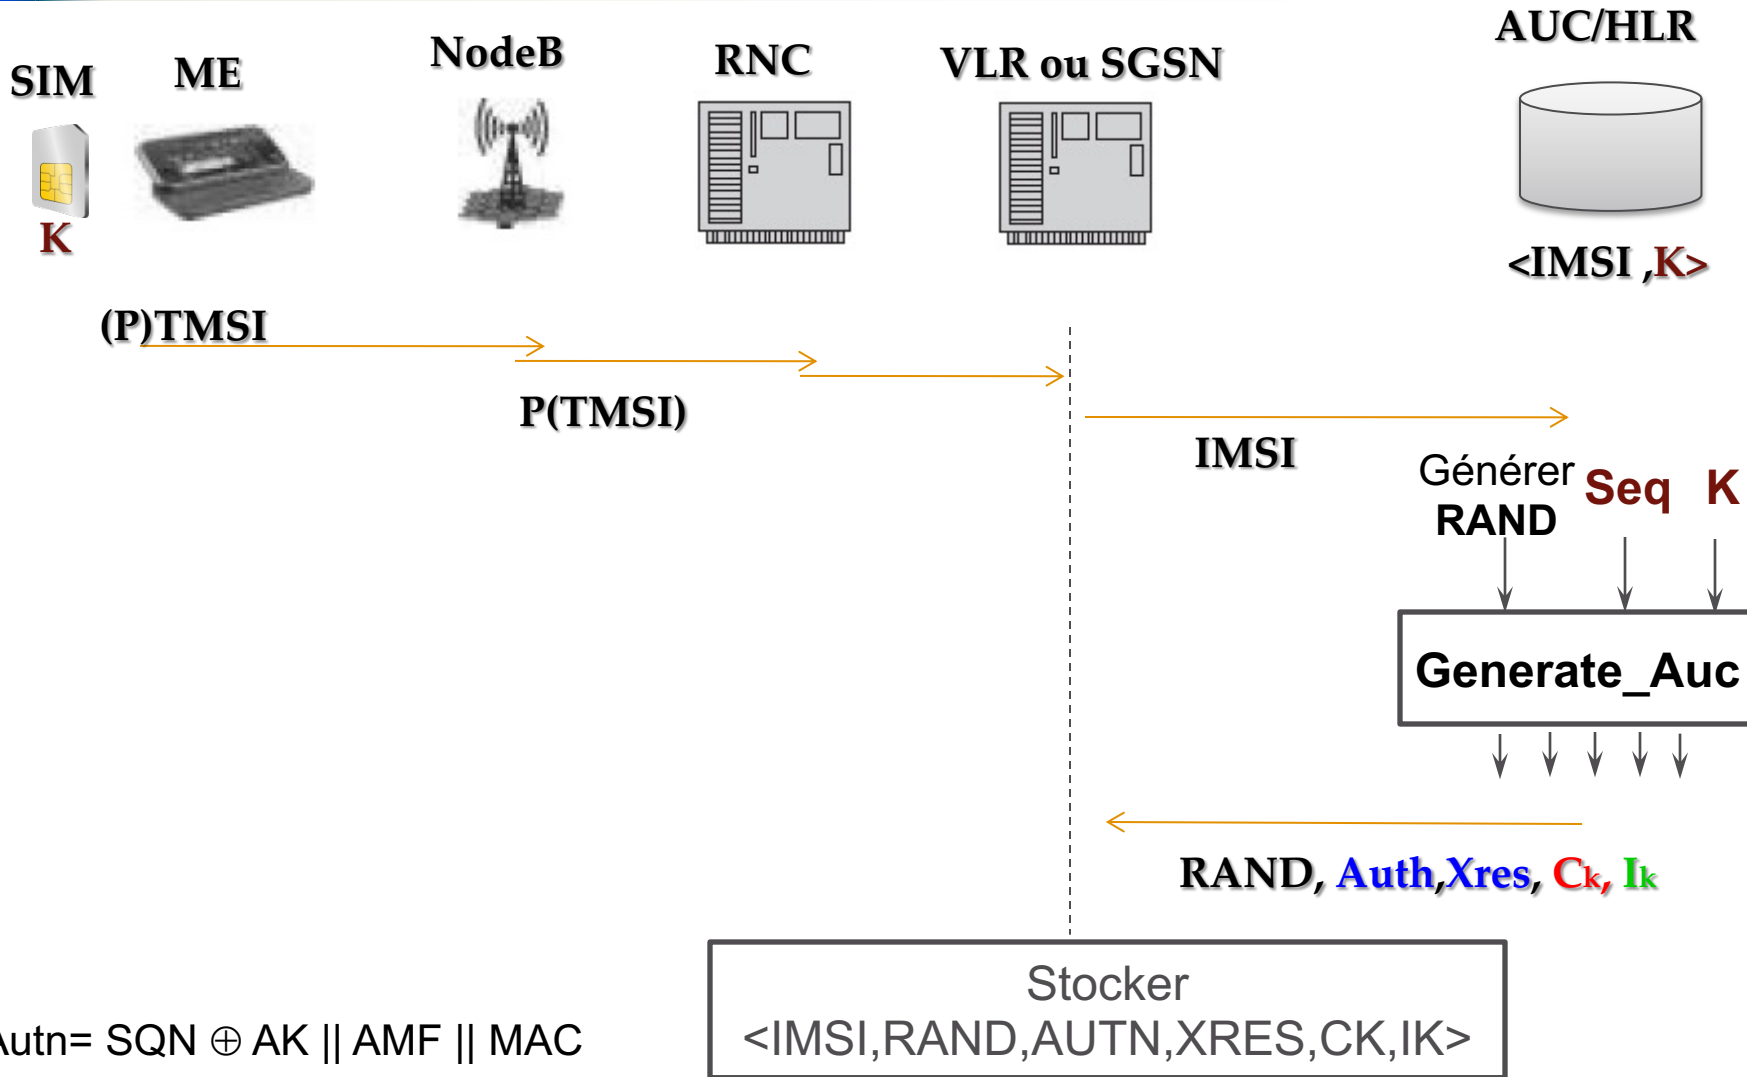 SIM
ME
NodeB
RNC
VLR ou SGSN
AUC/HLR
K
<IMSI ,K>
(P)TMSI
P(TMSI)
IMSI
Générer
RAND
Seq
K
Generate_Auc
RAND, Auth,Xres, Ck, Ik
Stocker
<IMSI,RAND,AUTN,XRES,CK,IK>
Autn= SQN ⊕ AK || AMF || MAC